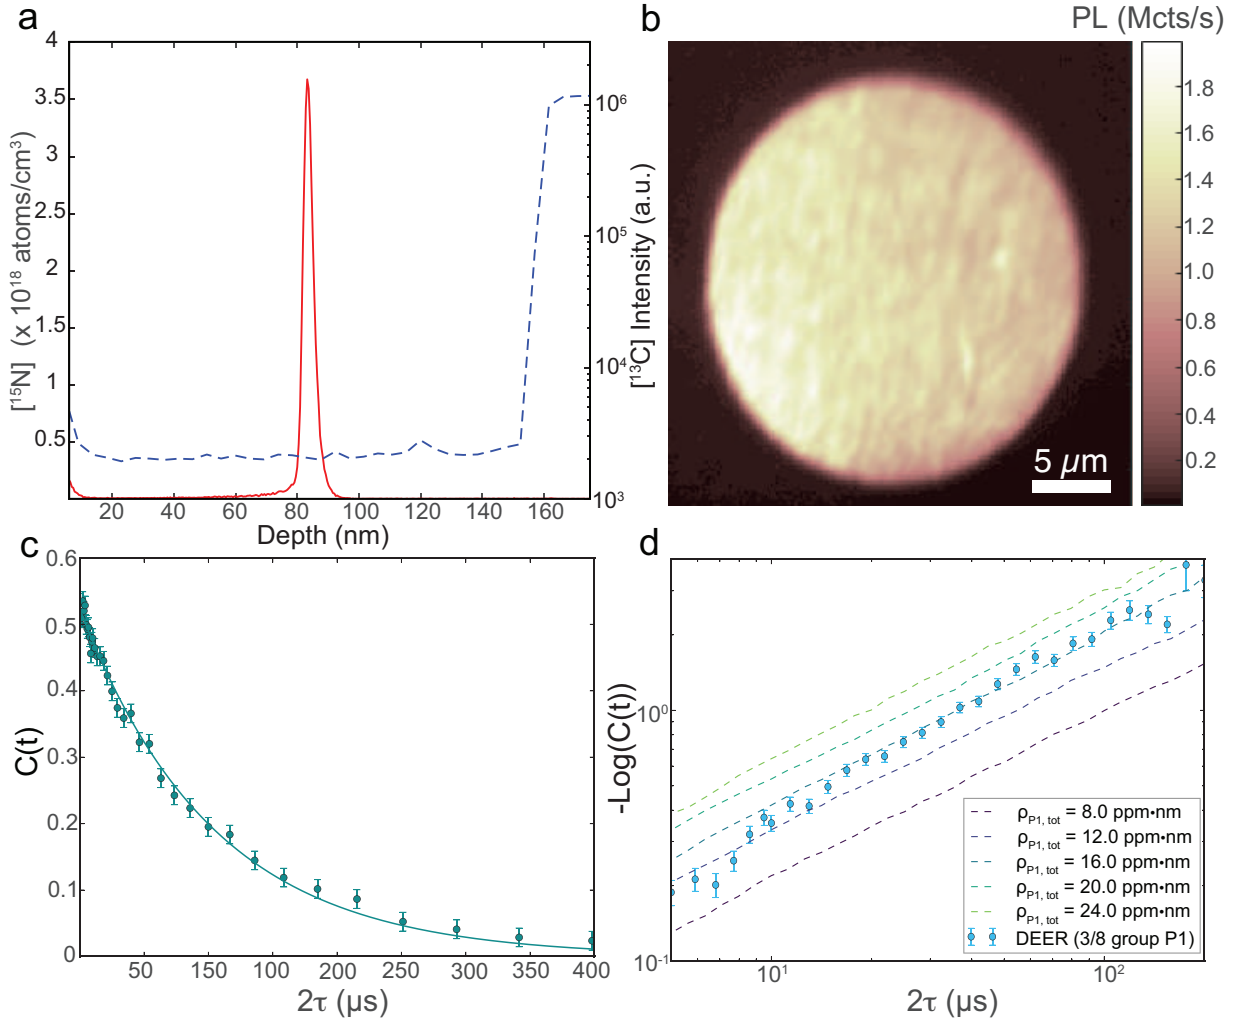 a
4
3.5
3
2.5
2
1.5
1
0.5
[¹⁵N] (x 10¹⁸ atoms/cm³)
10⁶
10⁵
10⁴
10³
[¹³C] Intensity (a.u.)
20 40 60 80 100 120 140 160
Depth (nm)
b
PL (Mcts/s)
1.8
1.6
1.4
1.2
1.0
0.8
0.6
0.4
0.2
5 µm
c
0.6
0.5
0.4
0.3
0.2
0.1
0
C(t)
50 150 100 150 200 250 300 350 400
2τ (µs)
d
10⁰
10⁻¹
-Log(C(t))
10¹ 10²
2τ (µs)
ρP1, tot = 8.0 ppm•nm
ρP1, tot = 12.0 ppm•nm
ρP1, tot = 16.0 ppm•nm
ρP1, tot = 20.0 ppm•nm
ρP1, tot = 24.0 ppm•nm
DEER (3/8 group P1)